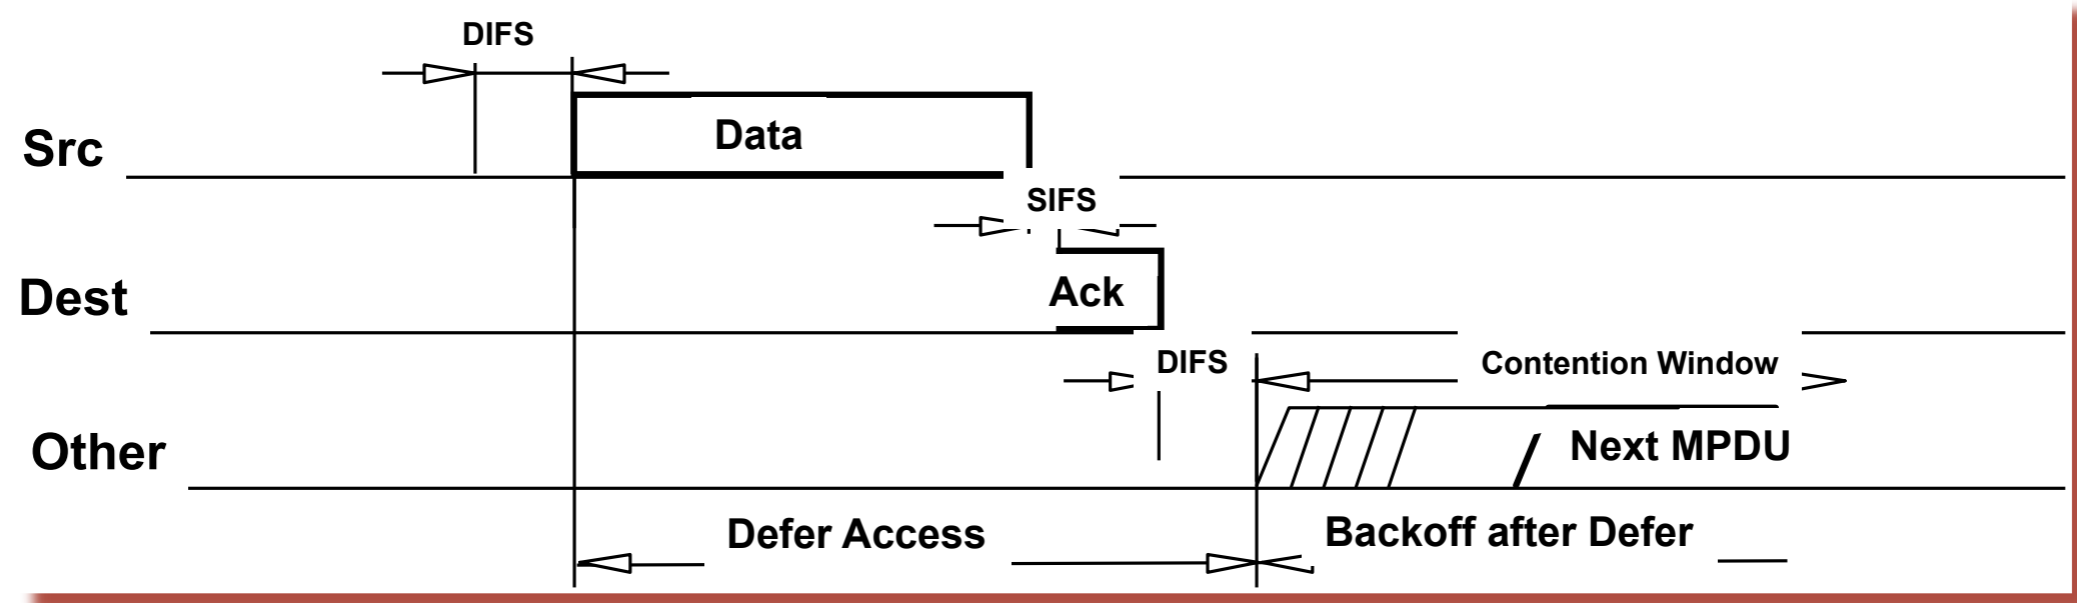 DIFS
Src
Data
SIFS
Dest
Ack
DIFS
Contention Window
Other
Next MPDU
Defer Access
Backoff after Defer